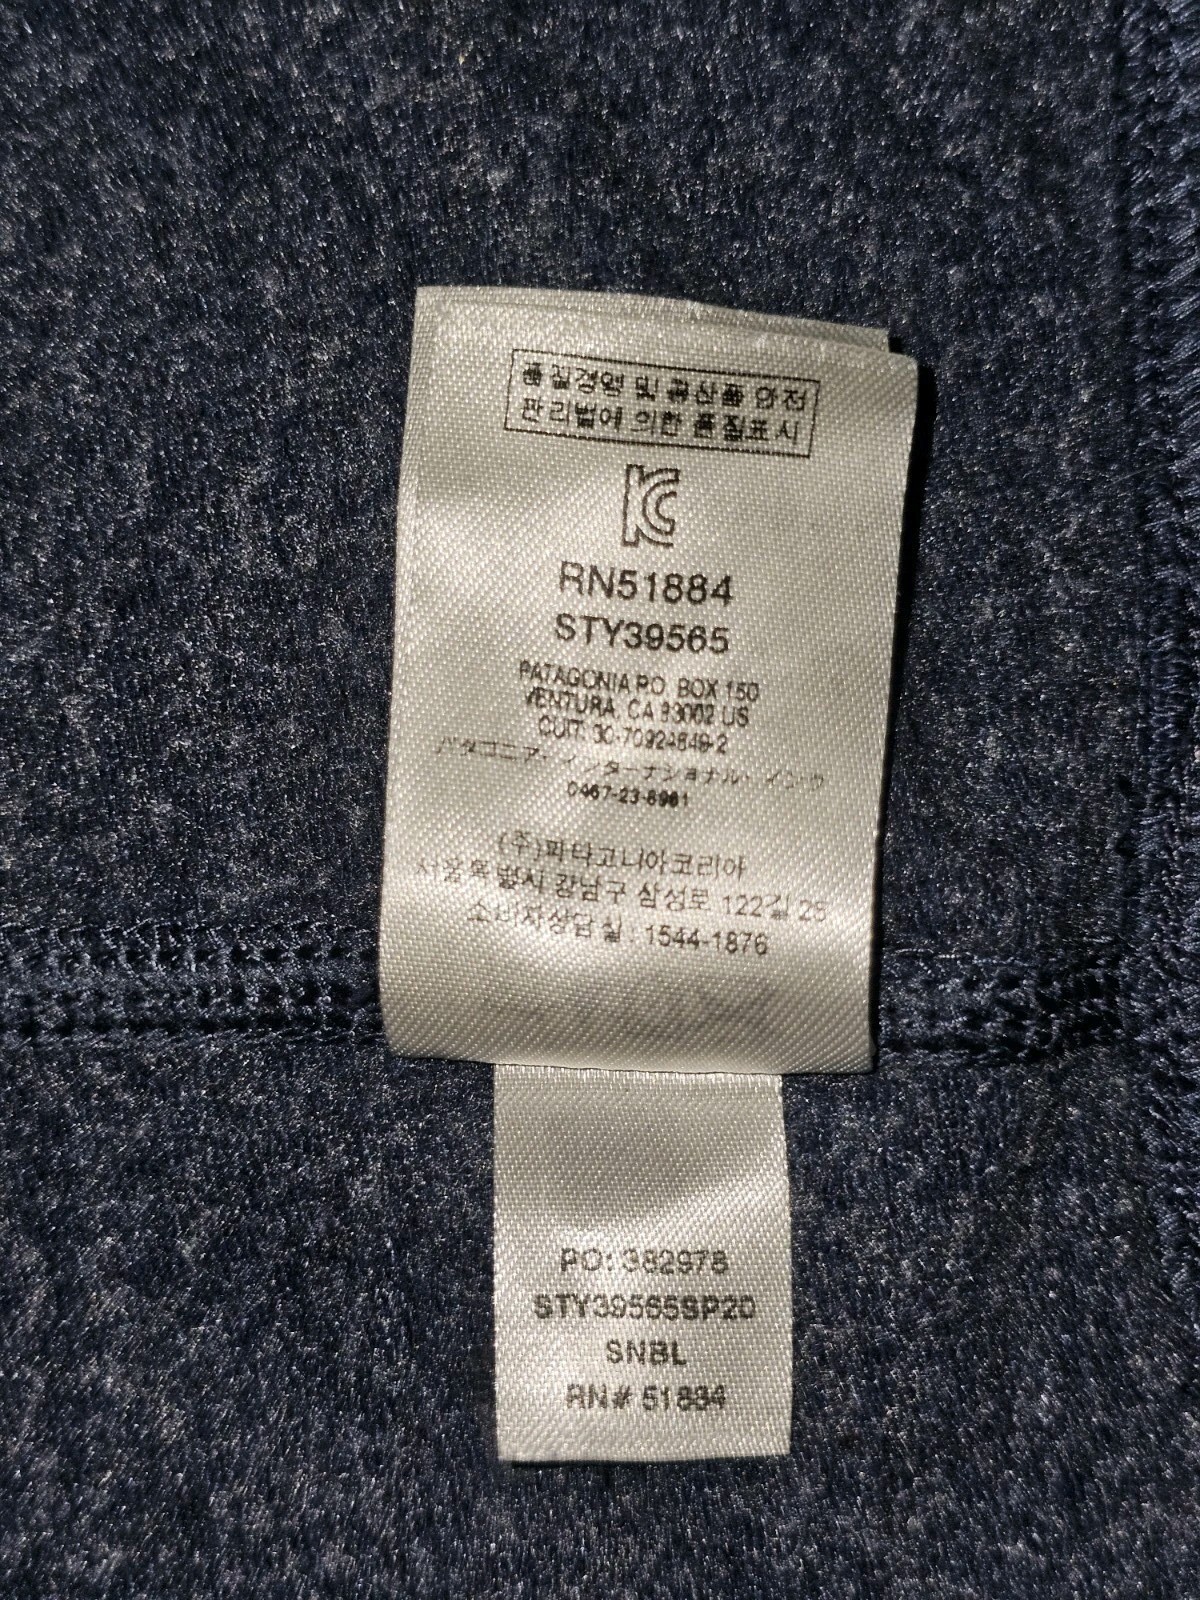 품질경영 및 공산품 안전
관리법에 의한 품질표시
KC
RN51884
STY39565
PATAGONIA P.O. BOX 150
VENTURA, CA 93002 US
CUIT: 30-70924849-2
パタゴニア・インターナショナル・インク
0467-23-8961
(주)파타고니아코리아
서울특별시 강남구 삼성로 122길 25
소비자상담실 : 1544-1876
PO: 382978
STY39565SP20
SNBL
RN# 51884